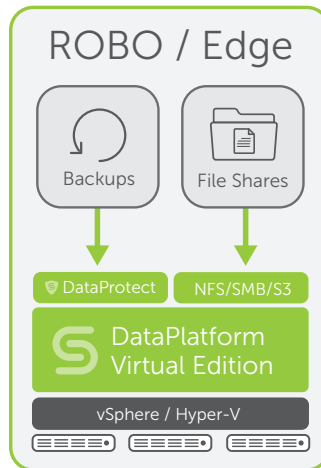 ROBO / Edge
Backups
File Shares
DataProtect
NFS/SMB/S3
DataPlatform
Virtual Edition
vSphere / Hyper-V